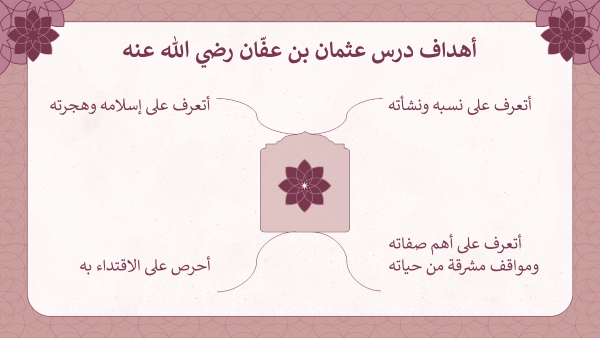 أهداف درس عثمان بن عفّان رضي الله عنه
أتعرف على نسبه ونشأته
أتعرف على إسلامه وهجرته
أتعرف على أهم صفاته
ومواقف مشرقة من حياته
أحرص على الاقتداء به